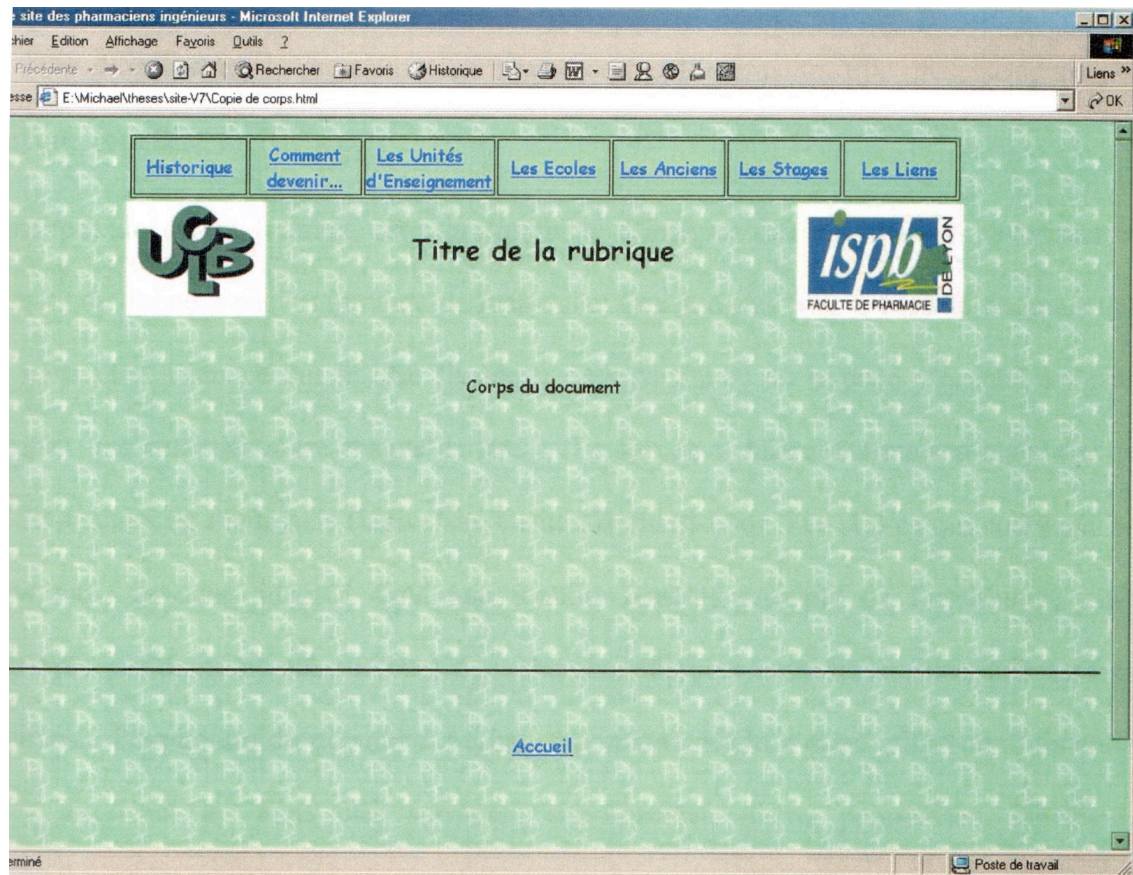 site des pharmaciens ingénieurs - Microsoft Internet Explorer
hier Edition Affichage Favoris Outils ?
Précédente Rechercher Favoris Historique Liens »
esse E:\Michael\theses\site-V7\Copie de corps.html OK
Historique Comment devenir... Les Unités d'Enseignement Les Ecoles Les Anciens Les Stages Les Liens
UCBL
Titre de la rubrique
ispb
DE LYON
FACULTE DE PHARMACIE
Corps du document
Accueil
erminé Poste de travail